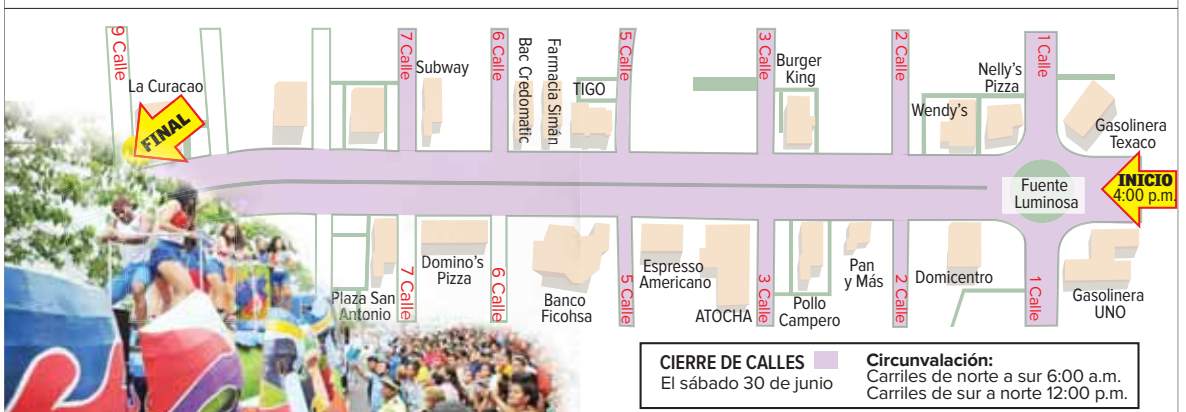 9 Calle
7 Calle
6 Calle
5 Calle
3 Calle
2 Calle
1 Calle
La Curacao
Subway
Bac Credomatic
Farmacia Simán
TIGO
Burger
King
Nelly's
Pizza
Wendy's
Gasolinera
Texaco
FINAL
INICIO
4:00 p.m.
Fuente
Luminosa
Plaza San
Antonio
7 Calle
Domino's
Pizza
6 Calle
Banco
Ficohsa
5 Calle
Espresso
Americano
ATOCHA
3 Calle
Pollo
Campero
Pan
y Más
2 Calle
Domicentro
1 Calle
Gasolinera
UNO
CIERRE DE CALLES
El sábado 30 de junio
Circunvalación:
Carriles de norte a sur 6:00 a.m.
Carriles de sur a norte 12:00 p.m.